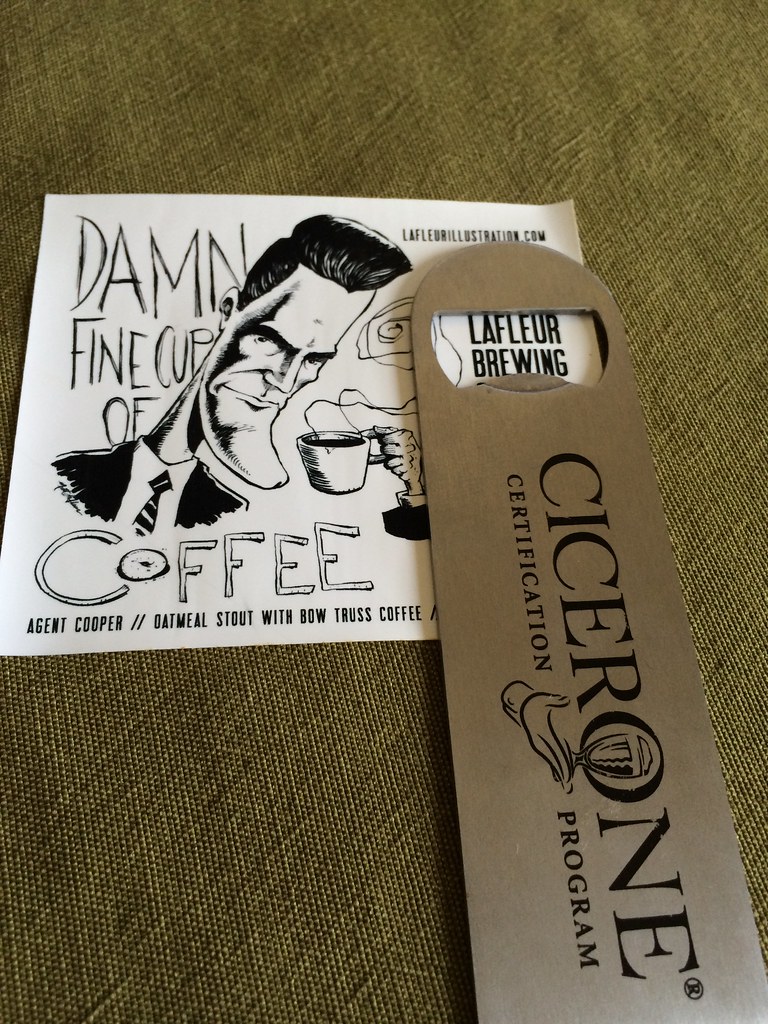 DAMN
FINE CUP
OF
COFFEE
LAFLEURILLUSTRATION.COM
LAFLEUR
BREWING
AGENT COOPER // OATMEAL STOUT WITH BOW TRUSS COFFEE /
CICERONE®
CERTIFICATION PROGRAM